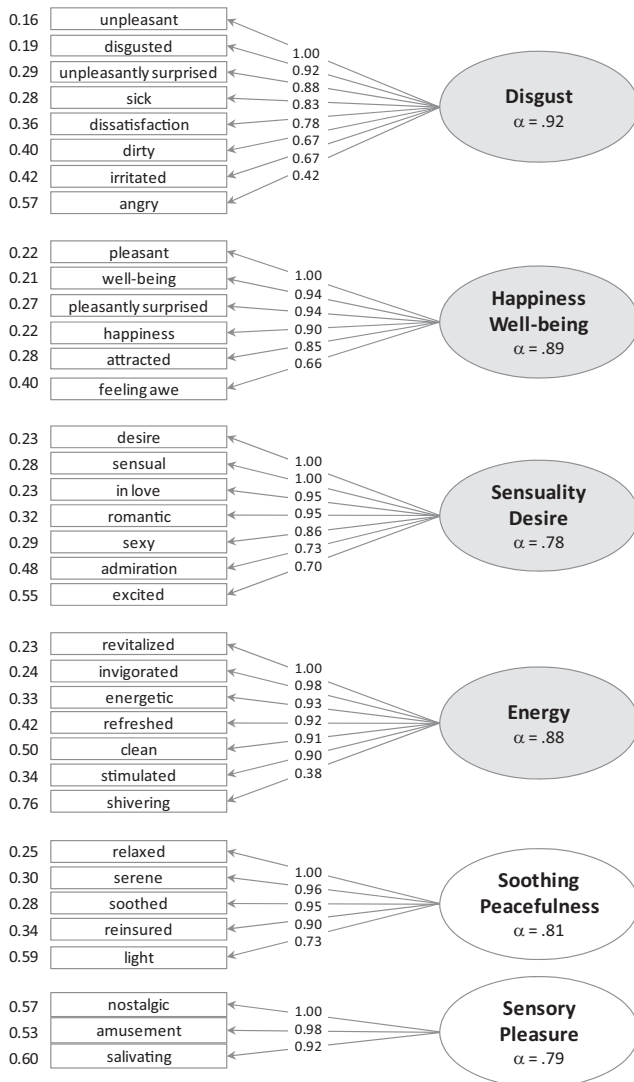 0.16 unpleasant
1.00
0.19 disgusted
0.92
0.29 unpleasantly surprised
0.88
0.28 sick
0.83
0.36 dissatisfaction
0.78
0.40 dirty
0.67
0.42 irritated
0.67
0.57 angry
0.42
Disgust
α = .92
0.22 pleasant
1.00
0.21 well-being
0.94
0.27 pleasantly surprised
0.94
0.22 happiness
0.90
0.28 attracted
0.85
0.40 feeling awe
0.66
Happiness
Well-being
α = .89
0.23 desire
1.00
0.28 sensual
1.00
0.23 in love
0.95
0.32 romantic
0.95
0.29 sexy
0.86
0.48 admiration
0.73
0.55 excited
0.70
Sensuality
Desire
α = .78
0.23 revitalized
1.00
0.24 invigorated
0.98
0.33 energetic
0.93
0.42 refreshed
0.92
0.50 clean
0.91
0.34 stimulated
0.90
0.76 shivering
0.38
Energy
α = .88
0.25 relaxed
1.00
0.30 serene
0.96
0.28 soothed
0.95
0.34 reinsured
0.90
0.59 light
0.73
Soothing
Peacefulness
α = .81
0.57 nostalgic
1.00
0.53 amusement
0.98
0.60 salivating
0.92
Sensory
Pleasure
α = .79